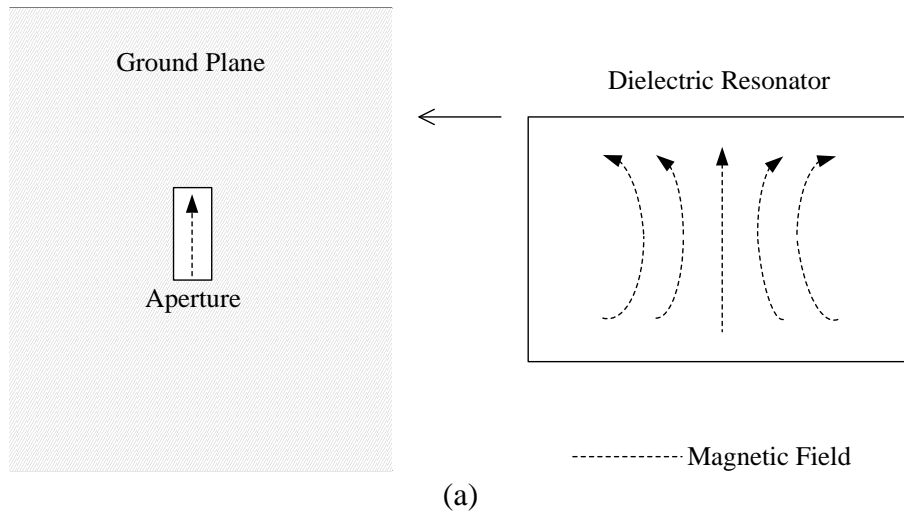 Ground Plane
Dielectric Resonator
Aperture
Magnetic Field
(a)